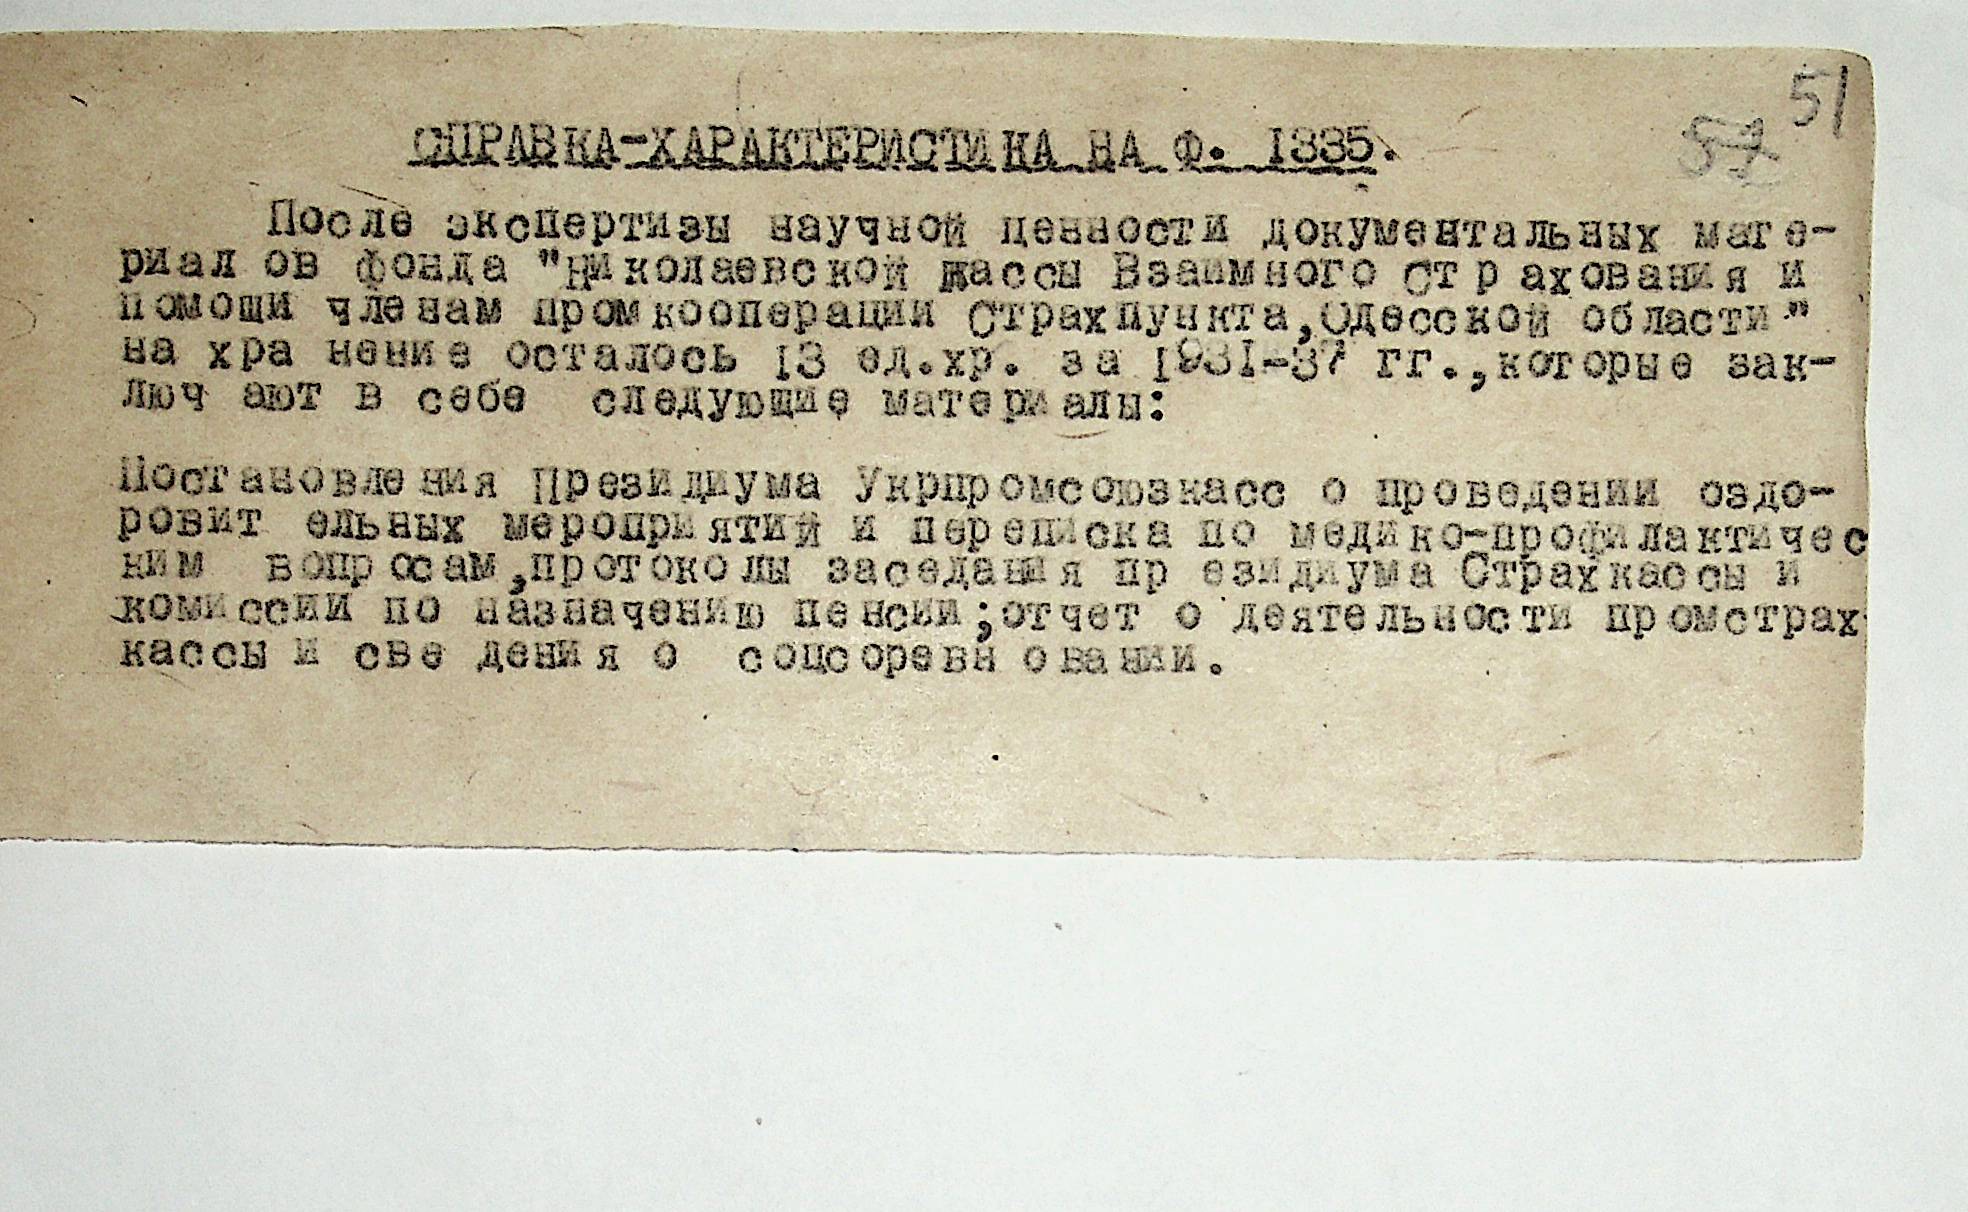 51
52
СПРАВКА-ХАРАКТЕРИСТИКА НА Ф. 1335.
После экспертизы научной ценности документальных мате-
риалов фонда "Николаевской кассы Взаимного Страхования и
помощи членам промкооперации Страхпункта,Одесской области"
на хранение осталось 13 ед.хр. за 1931-37 гг.,которые зак-
лючают в себе следующие материалы:
Постановления Президиума Укрпромсоюзкасс о проведении оздо-
ровительных мероприятий и переписка по медико-профилактичес
ким вопросам,протоколы заседания президиума Страхкассы и
комиссии по назначению пенсии;отчет о деятельности промстрах
кассы и сведения о соцсоревновании.